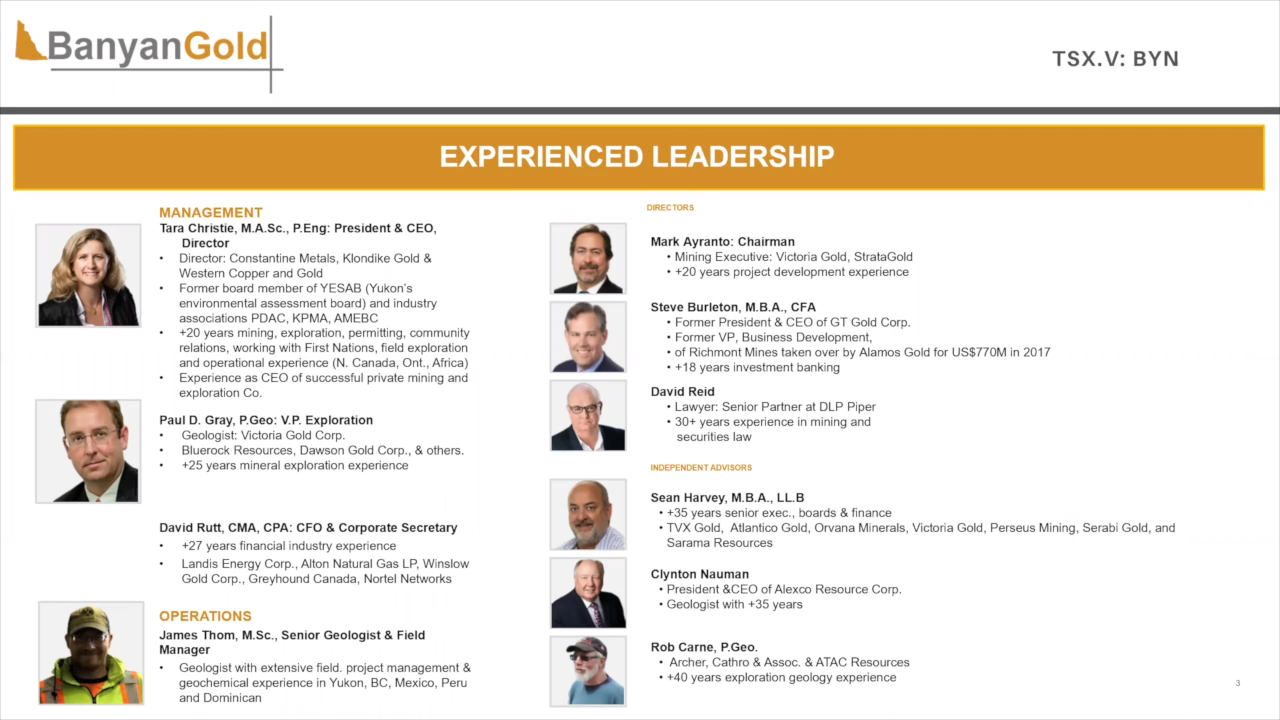 BanyanGold
TSX.V: BYN
EXPERIENCED LEADERSHIP
MANAGEMENT
Tara Christie, M.A.Sc., P.Eng: President & CEO,
Director
• Director: Constantine Metals, Klondike Gold &
Western Copper and Gold
• Former board member of YESAB (Yukon's
environmental assessment board) and industry
associations PDAC, KPMA, AMEBC
• +20 years mining, exploration, permitting, community
relations, working with First Nations, field exploration
and operational experience (N. Canada, Ont., Africa)
• Experience as CEO of successful private mining and
exploration Co.
Paul D. Gray, P.Geo: V.P. Exploration
• Geologist: Victoria Gold Corp.
• Bluerock Resources, Dawson Gold Corp., & others.
• +25 years mineral exploration experience
David Rutt, CMA, CPA: CFO & Corporate Secretary
• +27 years financial industry experience
• Landis Energy Corp., Alton Natural Gas LP, Winslow
Gold Corp., Greyhound Canada, Nortel Networks
OPERATIONS
James Thom, M.Sc., Senior Geologist & Field
Manager
• Geologist with extensive field. project management &
geochemical experience in Yukon, BC, Mexico, Peru
and Dominican
DIRECTORS
Mark Ayranto: Chairman
• Mining Executive: Victoria Gold, StrataGold
• +20 years project development experience
Steve Burleton, M.B.A., CFA
• Former President & CEO of GT Gold Corp.
• Former VP, Business Development,
• of Richmont Mines taken over by Alamos Gold for US$770M in 2017
• +18 years investment banking
David Reid
• Lawyer: Senior Partner at DLP Piper
• 30+ years experience in mining and
securities law
INDEPENDENT ADVISORS
Sean Harvey, M.B.A., LL.B
• +35 years senior exec., boards & finance
• TVX Gold, Atlantico Gold, Orvana Minerals, Victoria Gold, Perseus Mining, Serabi Gold, and
Sarama Resources
Clynton Nauman
• President &CEO of Alexco Resource Corp.
• Geologist with +35 years
Rob Carne, P.Geo.
• Archer, Cathro & Assoc. & ATAC Resources
• +40 years exploration geology experience
3